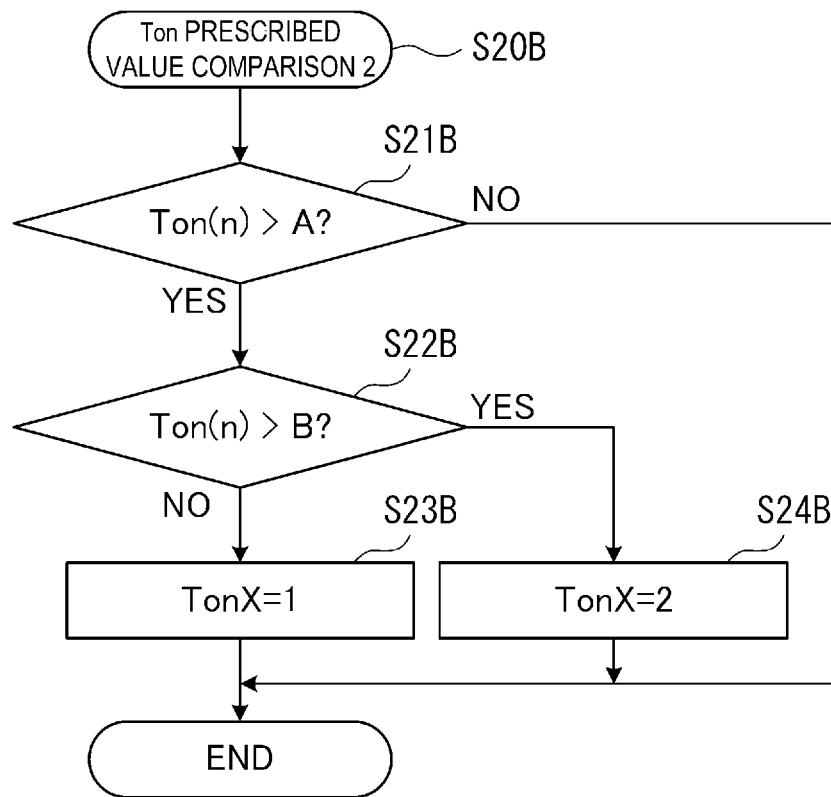 Ton PRESCRIBED
VALUE COMPARISON 2
S20B
S21B
Ton(n) > A?
NO
YES
S22B
Ton(n) > B?
YES
NO
S23B
S24B
TonX=1
TonX=2
END